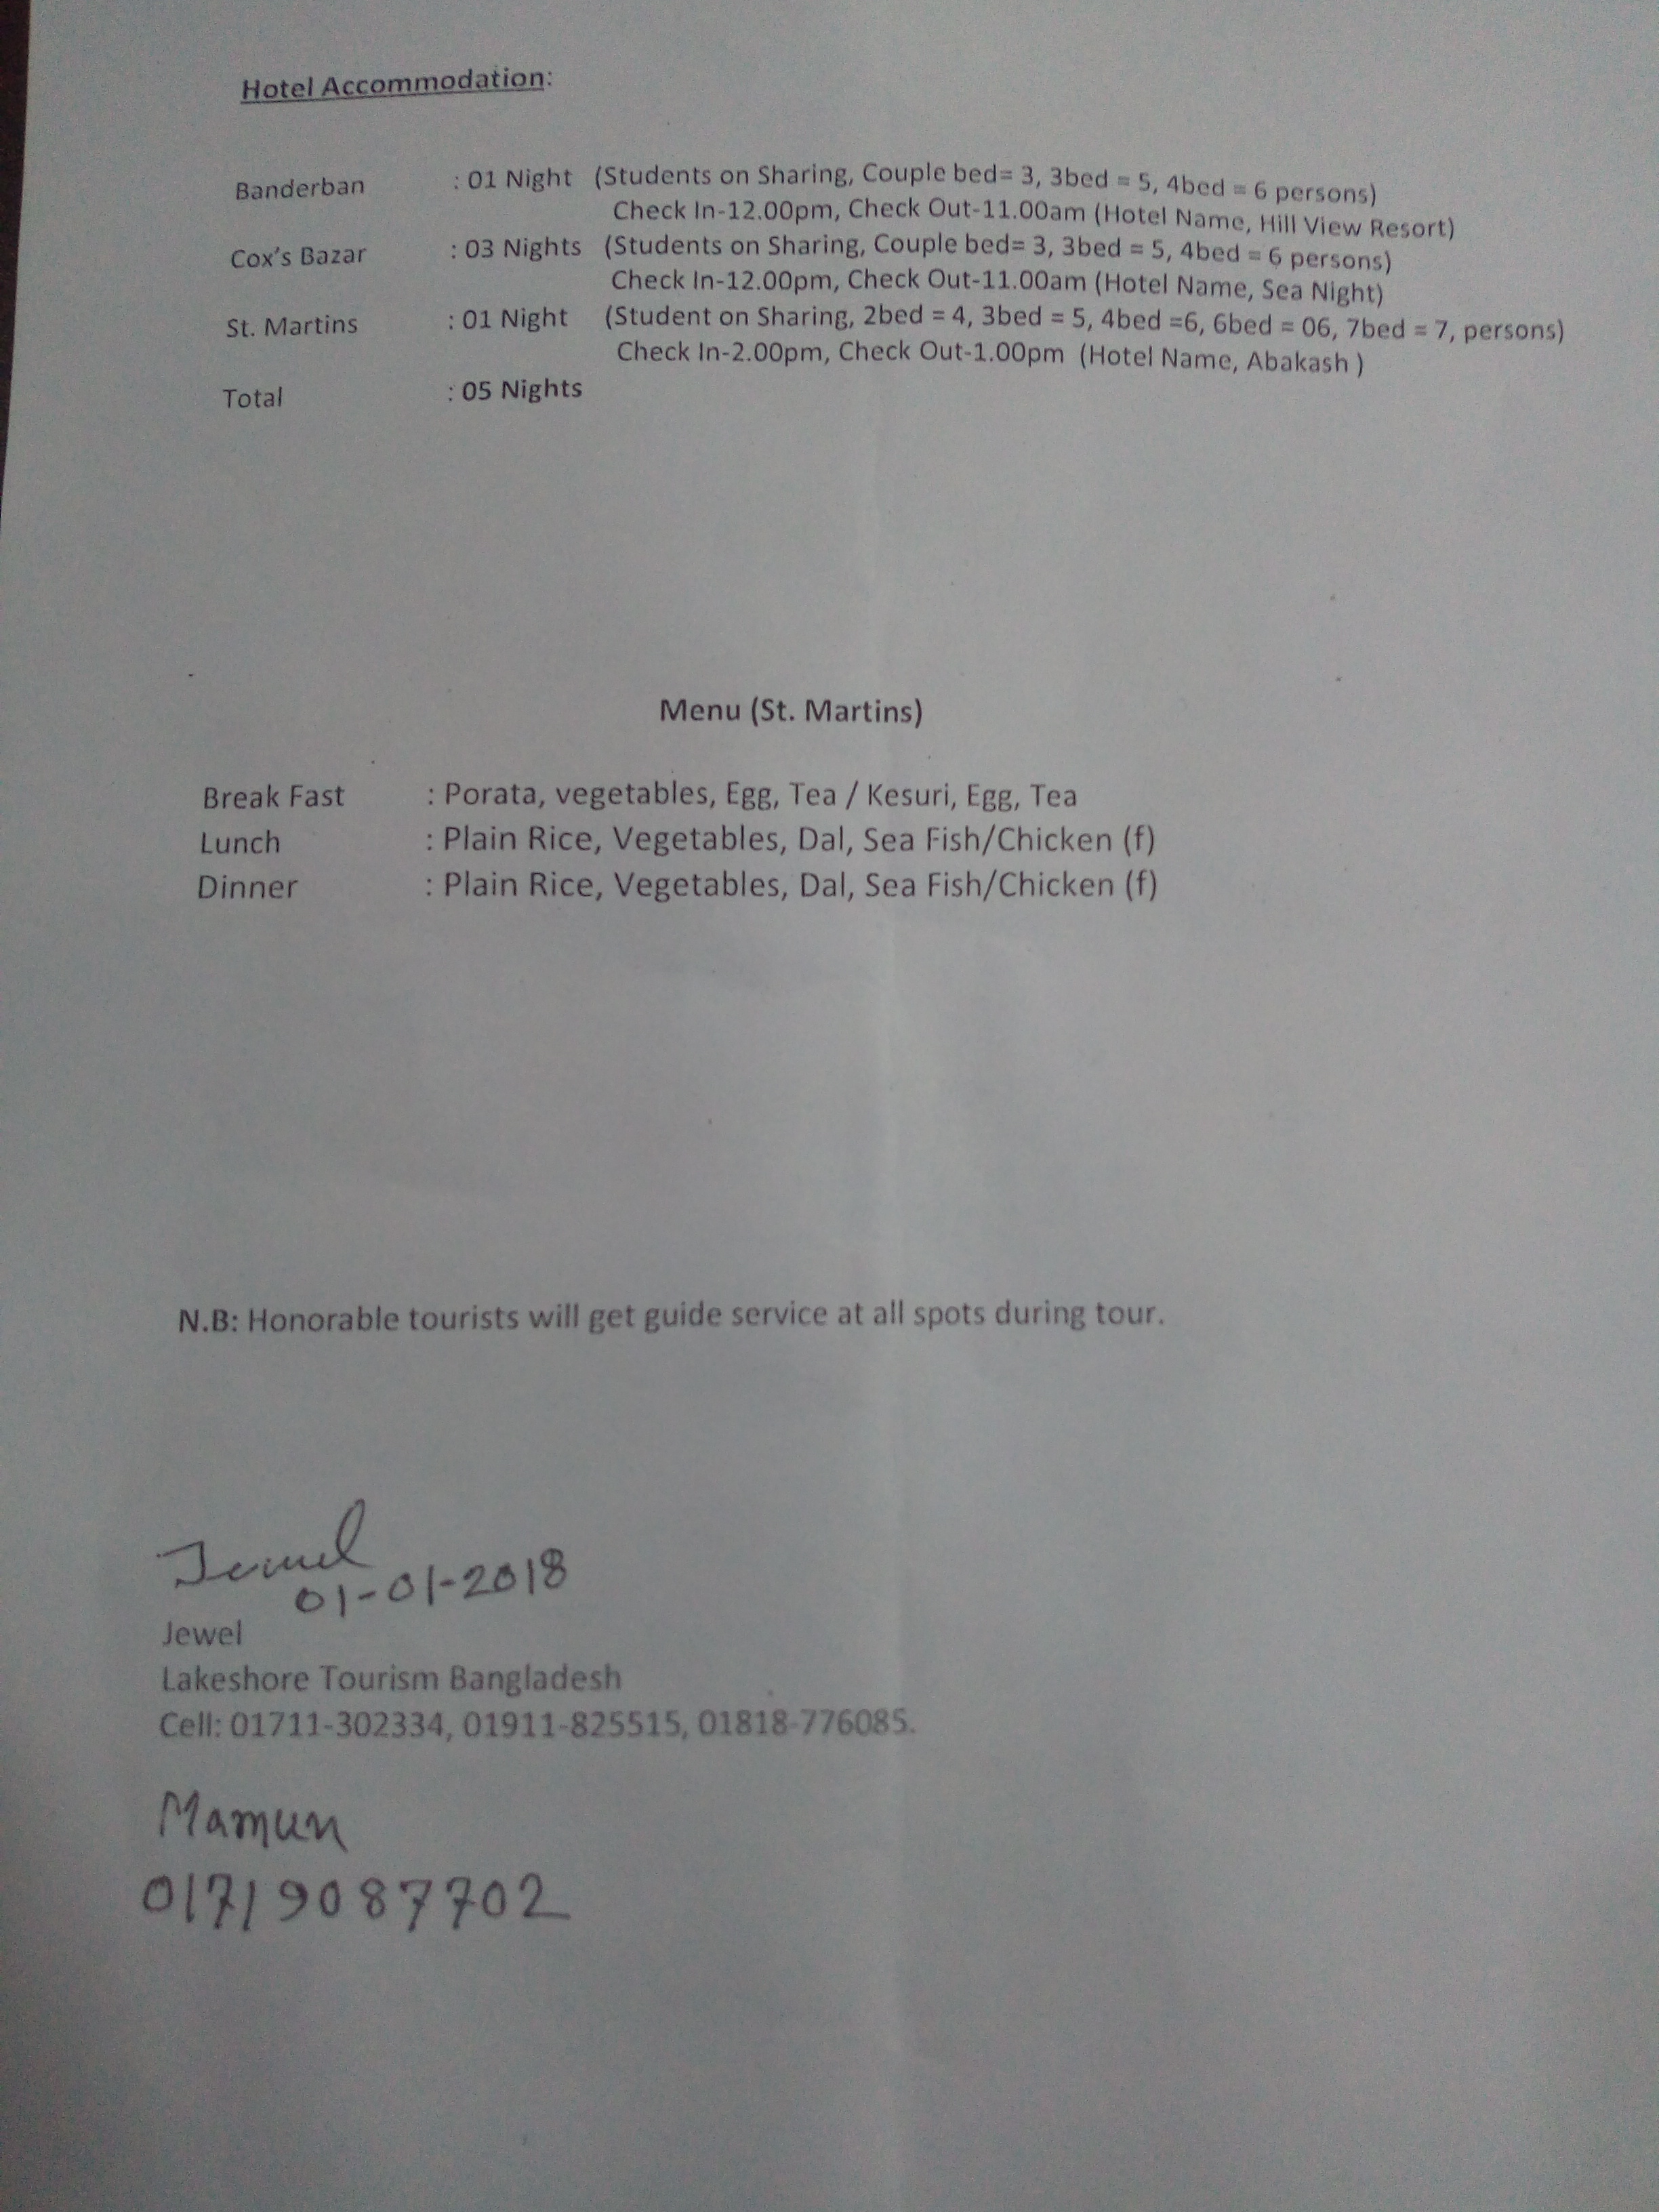 Hotel Accommodation:
Banderban : 01 Night (Students on Sharing, Couple bed= 3, 3bed = 5, 4bed = 6 persons)
Check In-12.00pm, Check Out-11.00am (Hotel Name, Hill View Resort)
Cox's Bazar : 03 Nights (Students on Sharing, Couple bed= 3, 3bed = 5, 4bed = 6 persons)
Check In-12.00pm, Check Out-11.00am (Hotel Name, Sea Night)
St. Martins : 01 Night (Student on Sharing, 2bed = 4, 3bed = 5, 4bed =6, 6bed = 06, 7bed = 7, persons)
Check In-2.00pm, Check Out-1.00pm (Hotel Name, Abakash )
Total : 05 Nights
Menu (St. Martins)
Break Fast : Porata, vegetables, Egg, Tea / Kesuri, Egg, Tea
Lunch : Plain Rice, Vegetables, Dal, Sea Fish/Chicken (f)
Dinner : Plain Rice, Vegetables, Dal, Sea Fish/Chicken (f)
N.B: Honorable tourists will get guide service at all spots during tour.
Jewel
01-01-2018
Jewel
Lakeshore Tourism Bangladesh
Cell: 01711-302334, 01911-825515, 01818-776085.
Mamun
01719087702